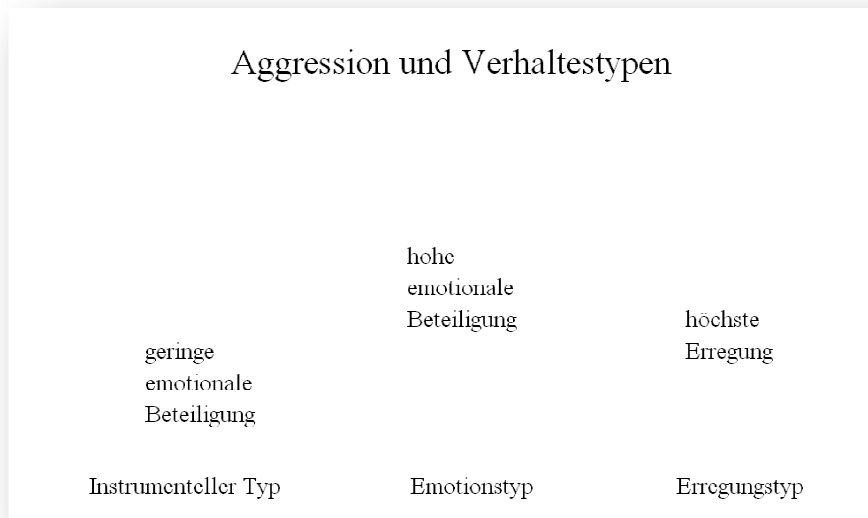 Aggression und Verhaltestypen
hohe
emotionale
Beteiligung
höchste
Erregung
geringe
emotionale
Beteiligung
Instrumenteller Typ
Emotionstyp
Erregungstyp